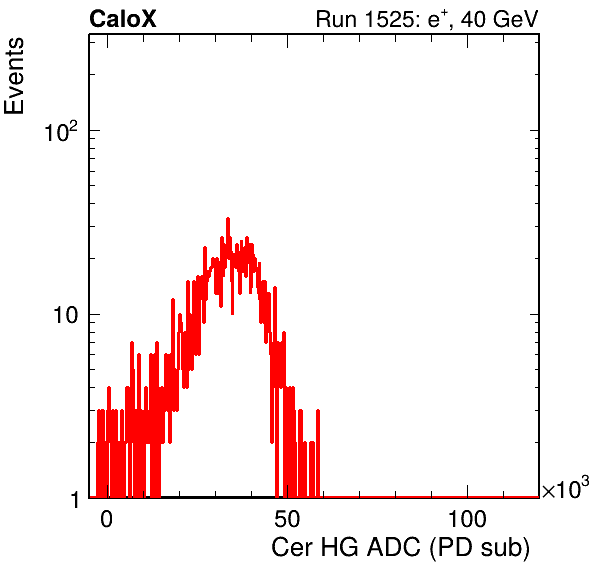 CaloX Run 1525: e⁺, 40 GeV
Events
10²
10
1
0 50 100 ×10³
Cer HG ADC (PD sub)